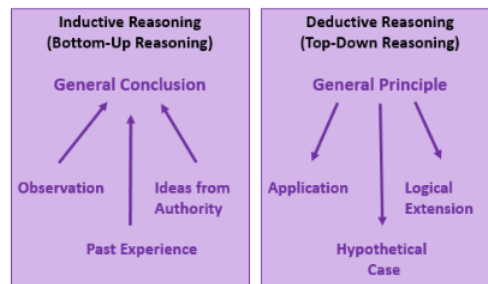 Inductive Reasoning
(Bottom-Up Reasoning)
General Conclusion
Observation
Ideas from
Authority
Past Experience
Deductive Reasoning
(Top-Down Reasoning)
General Principle
Application
Logical
Extension
Hypothetical
Case